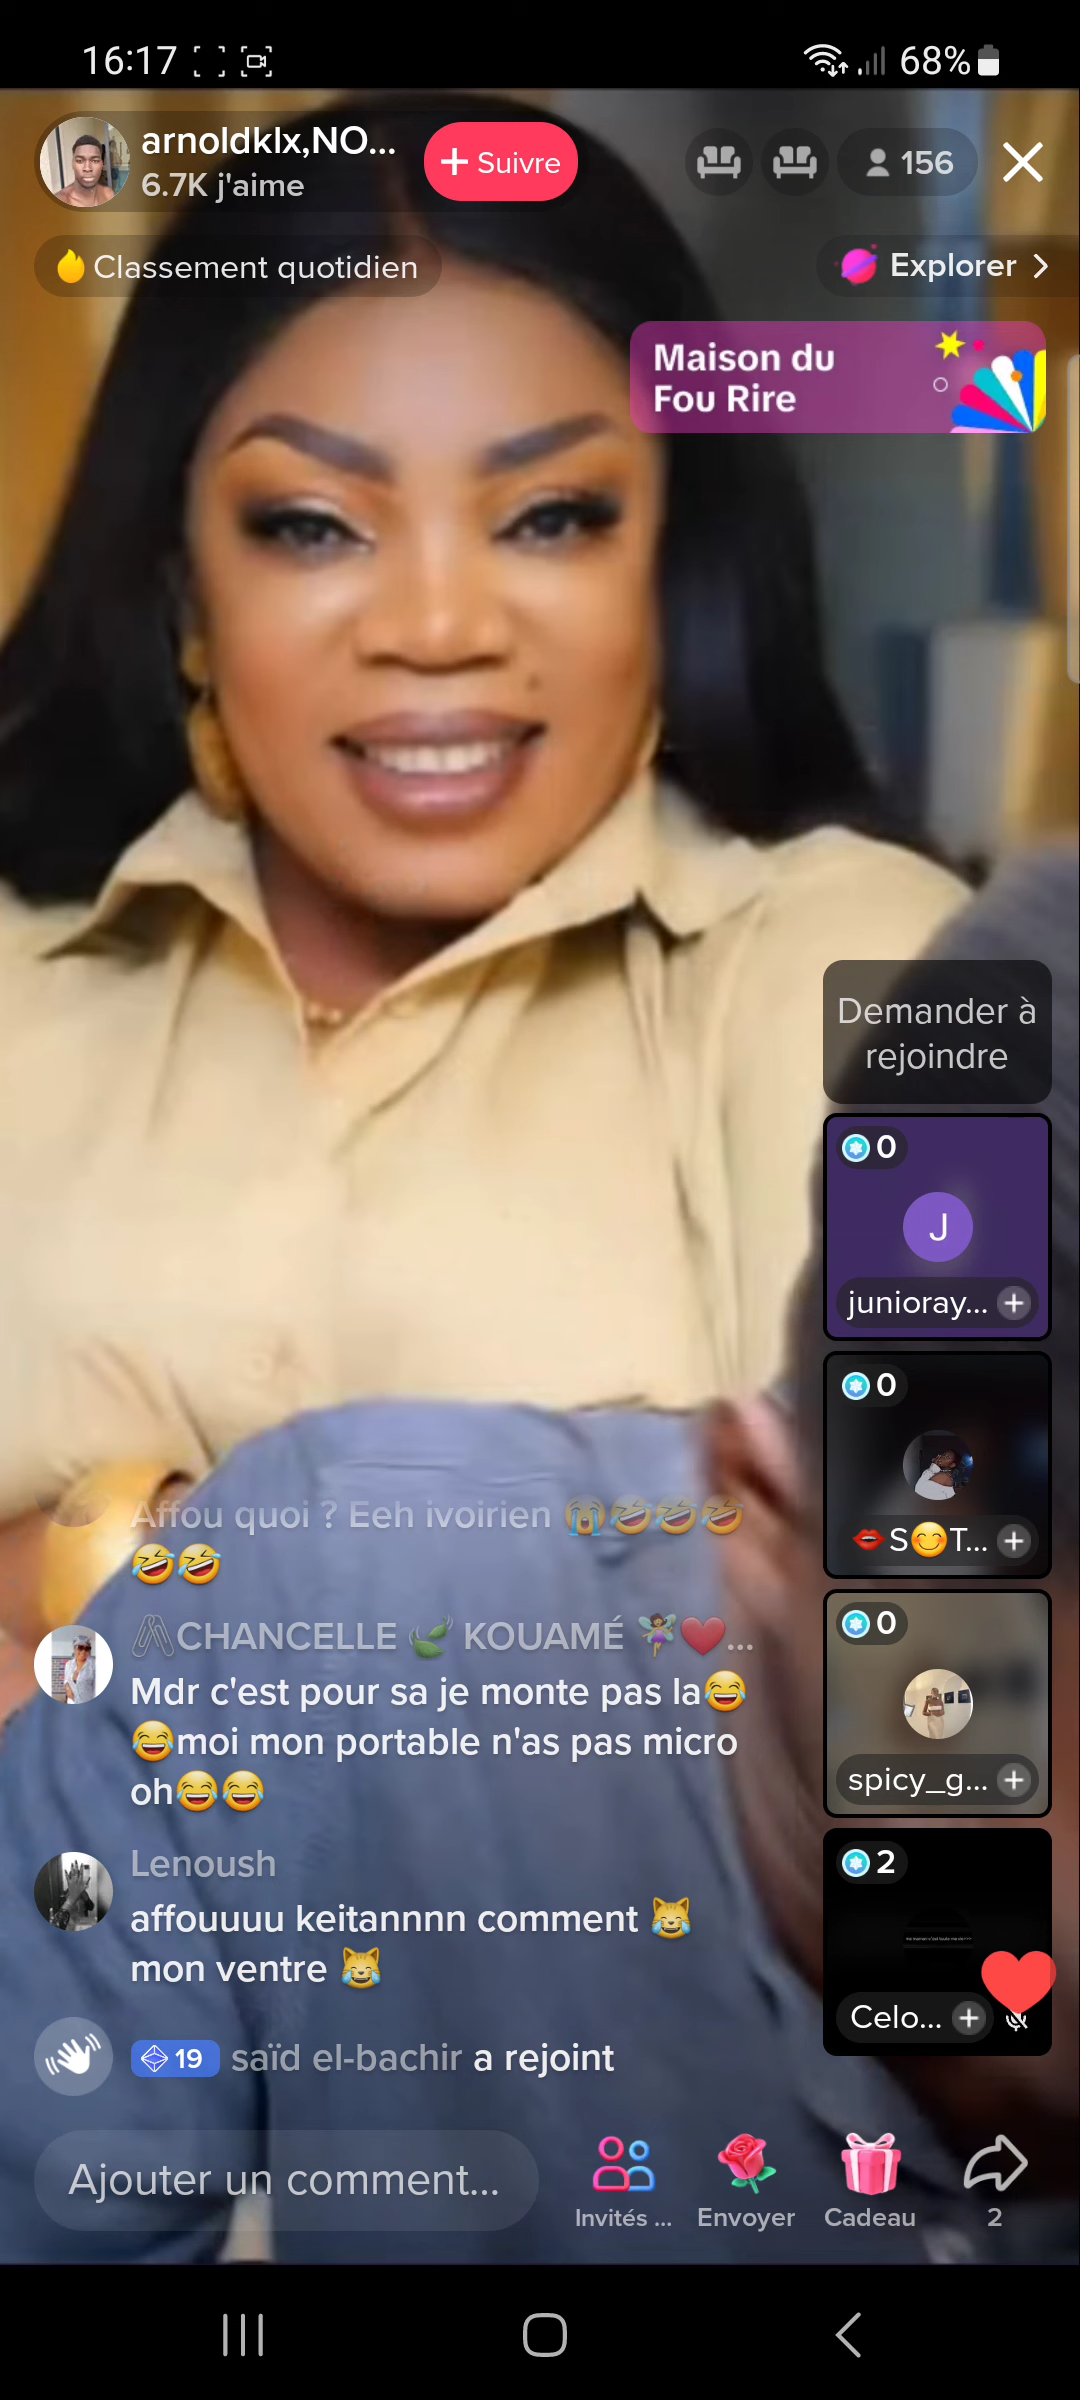 16:17
68%
arnoldklx,NO...
6.7K j'aime
+ Suivre
156
Classement quotidien
Explorer >
Maison du
Fou Rire
Demander à
rejoindre
0
J
junioray... +
0
💋S😊T... +
0
spicy_g... +
2
Celo... +
Affou quoi ? Eeh ivoirien 😭🤣🤣🤣
🤣🤣
🖇️CHANCELLE 🍃 KOUAMÉ 🧚🏾‍♀️❤️...
Mdr c'est pour sa je monte pas la😂
😂moi mon portable n'as pas micro
oh😂😂
Lenoush
affouuuu keitannnn comment 😹
mon ventre 😹
19 saïd el-bachir a rejoint
Ajouter un comment...
Invités ...
Envoyer
Cadeau
2